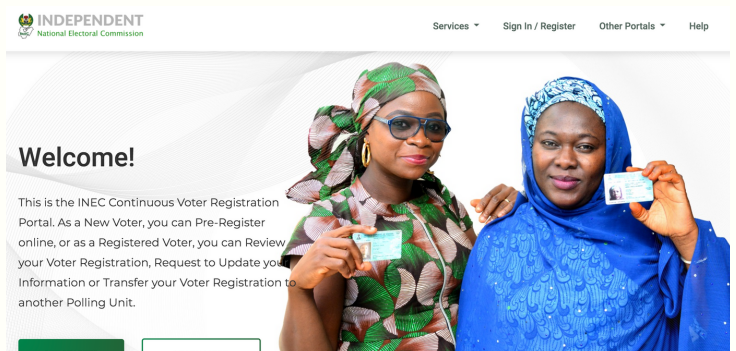 INDEPENDENT
National Electoral Commission
Services
Sign In / Register
Other Portals
Help
Welcome!
This is the INEC Continuous Voter Registration
Portal. As a New Voter, you can Pre-Register
online, or as a Registered Voter, you can Review
your Voter Registration, Request to Update your
Information or Transfer your Voter Registration to
another Polling Unit.